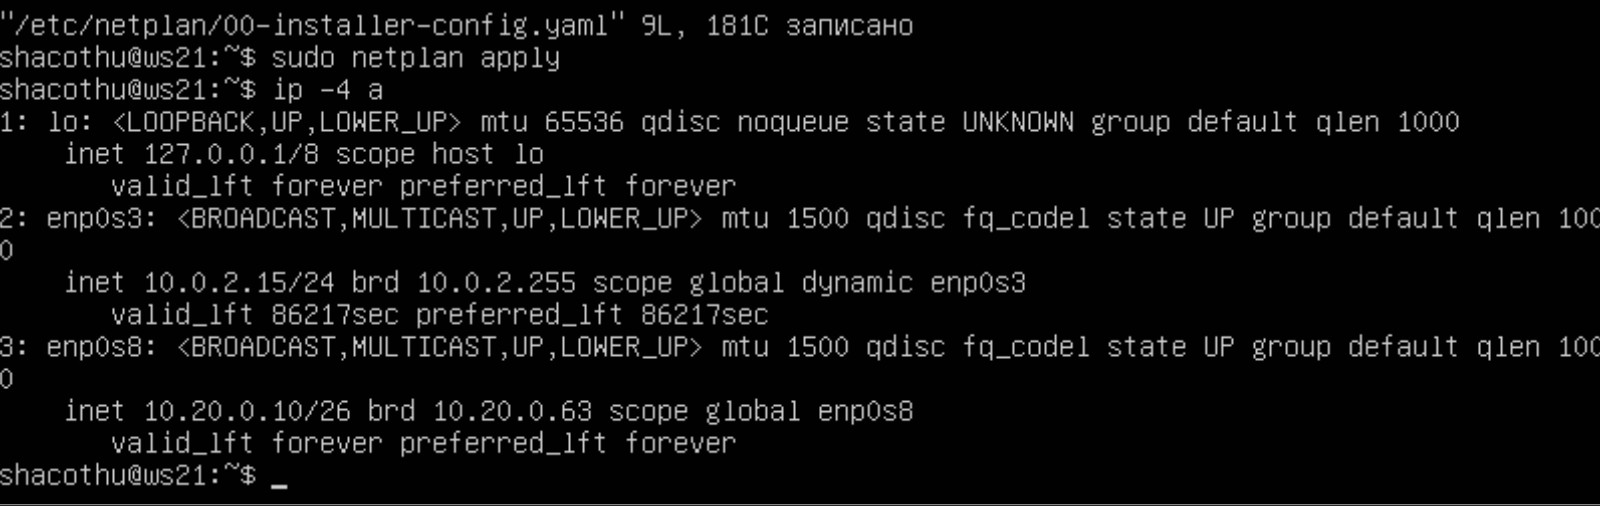 "/etc/netplan/00-installer-config.yaml" 9L, 181C записано
shacothu@ws21:~$ sudo netplan apply
shacothu@ws21:~$ ip -4 a
1: lo: <LOOPBACK,UP,LOWER_UP> mtu 65536 qdisc noqueue state UNKNOWN group default qlen 1000
    inet 127.0.0.1/8 scope host lo
       valid_lft forever preferred_lft forever
2: enp0s3: <BROADCAST,MULTICAST,UP,LOWER_UP> mtu 1500 qdisc fq_codel state UP group default qlen 100
0
    inet 10.0.2.15/24 brd 10.0.2.255 scope global dynamic enp0s3
       valid_lft 86217sec preferred_lft 86217sec
3: enp0s8: <BROADCAST,MULTICAST,UP,LOWER_UP> mtu 1500 qdisc fq_codel state UP group default qlen 100
0
    inet 10.20.0.10/26 brd 10.20.0.63 scope global enp0s8
       valid_lft forever preferred_lft forever
shacothu@ws21:~$ _